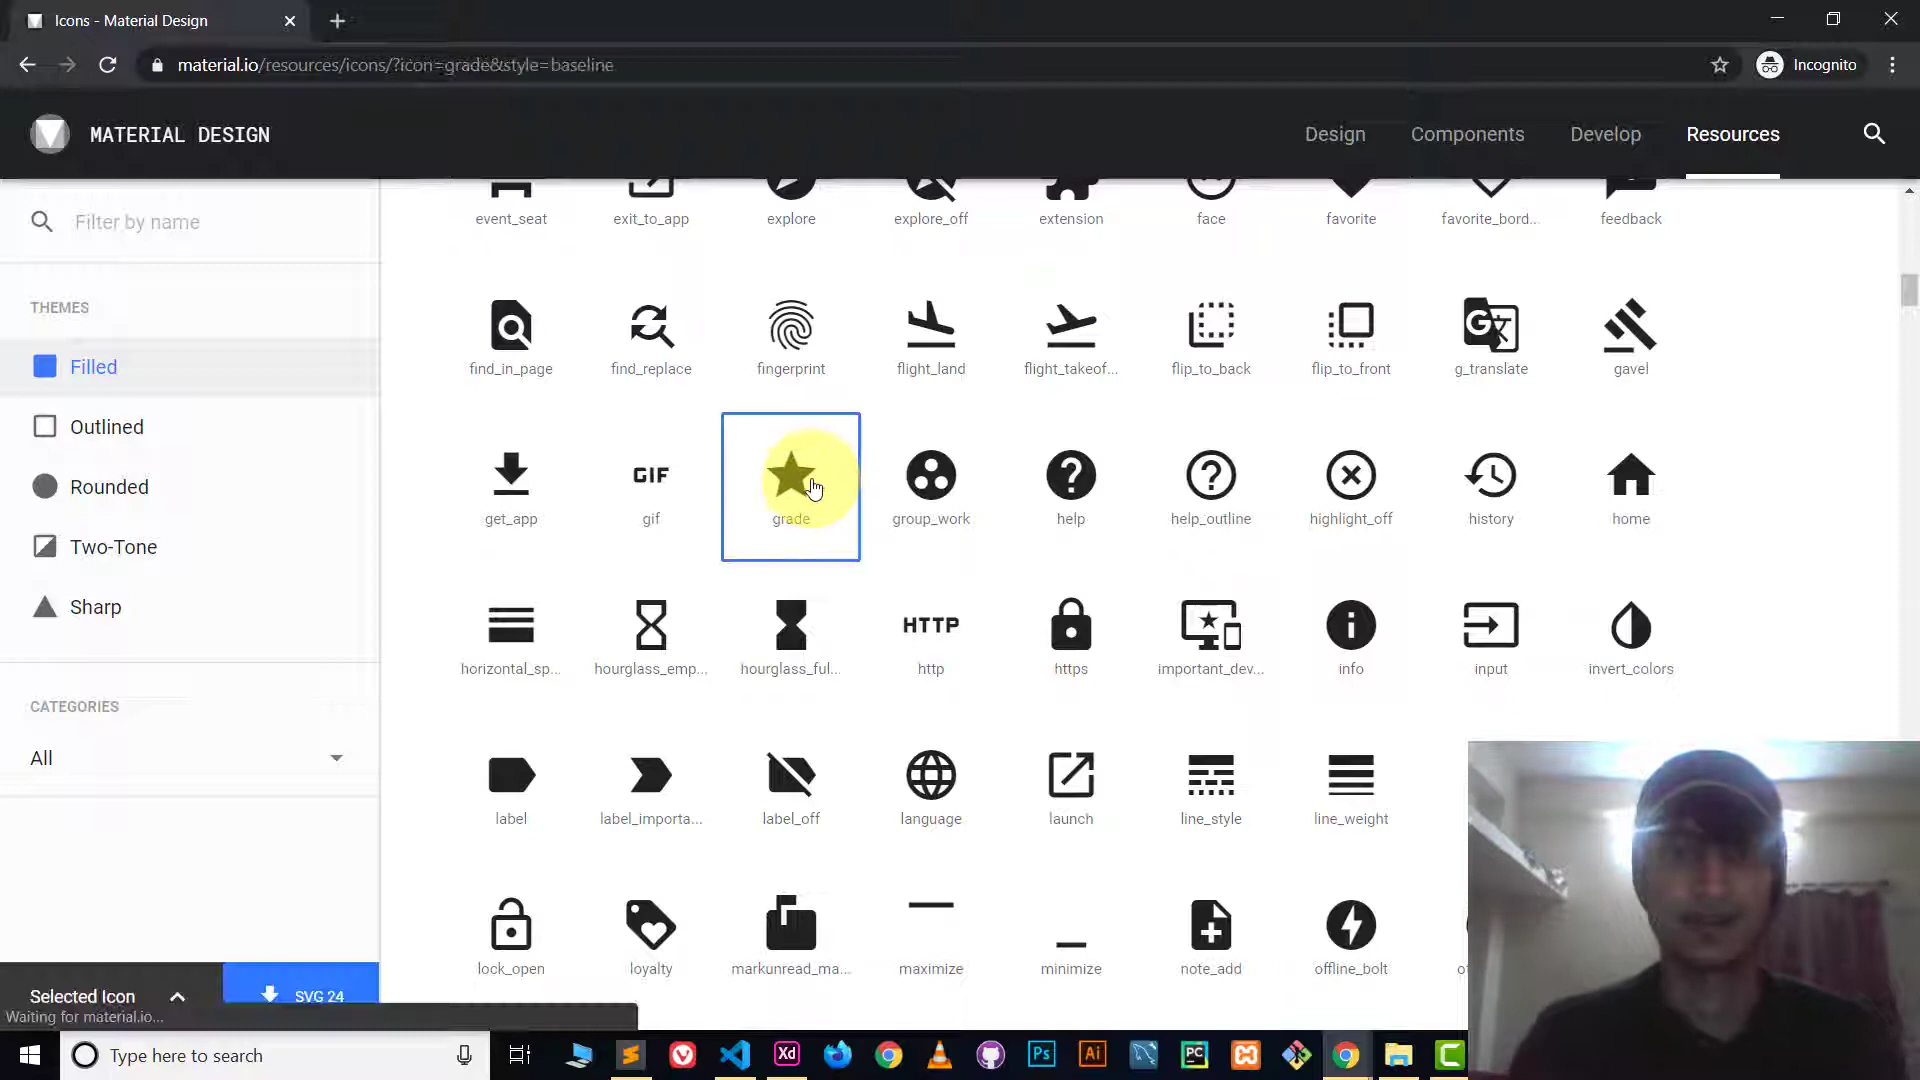 Icons - Material Design
material.io/resources/icons/?icon=grade&style=baseline
Incognito
MATERIAL DESIGN
Design Components Develop Resources
Filter by name
THEMES
Filled
Outlined
Rounded
Two-Tone
Sharp
CATEGORIES
All
event_seat exit_to_app explore explore_off extension face favorite favorite_bord... feedback
find_in_page find_replace fingerprint flight_land flight_takeof... flip_to_back flip_to_front g_translate gavel
GIF
get_app gif grade group_work help help_outline highlight_off history home
HTTP
horizontal_sp... hourglass_emp... hourglass_ful... http https important_dev... info input invert_colors
label label_importa... label_off language launch line_style line_weight
lock_open loyalty markunread_ma... maximize minimize note_add offline_bolt
Selected Icon
SVG 24
Waiting for material.io...
Type here to search
Xd
Ps
Ai
PC